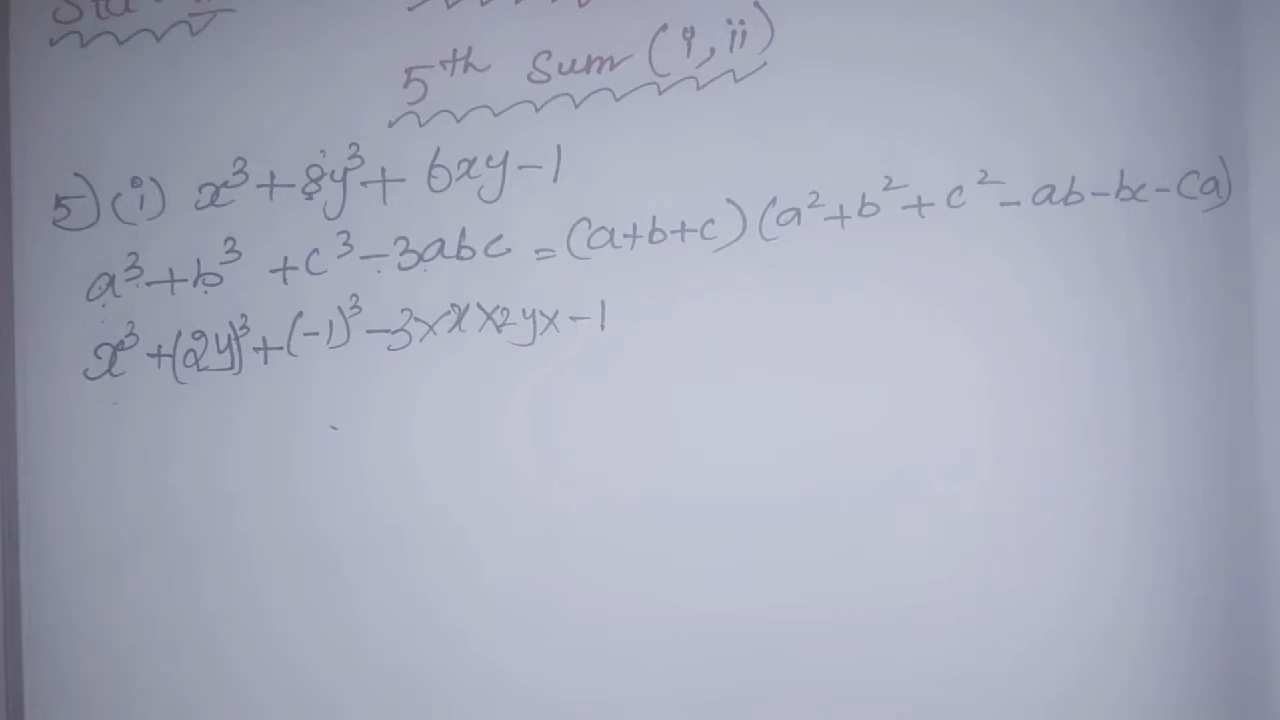 5th Sum (i, ii)
5) (i) x³ + 8y³ + 6xy - 1
a³ + b³ + c³ - 3abc = (a+b+c) (a² + b² + c² - ab - bc - ca)
x³ + (2y)³ + (-1)³ - 3 × x × 2y × -1